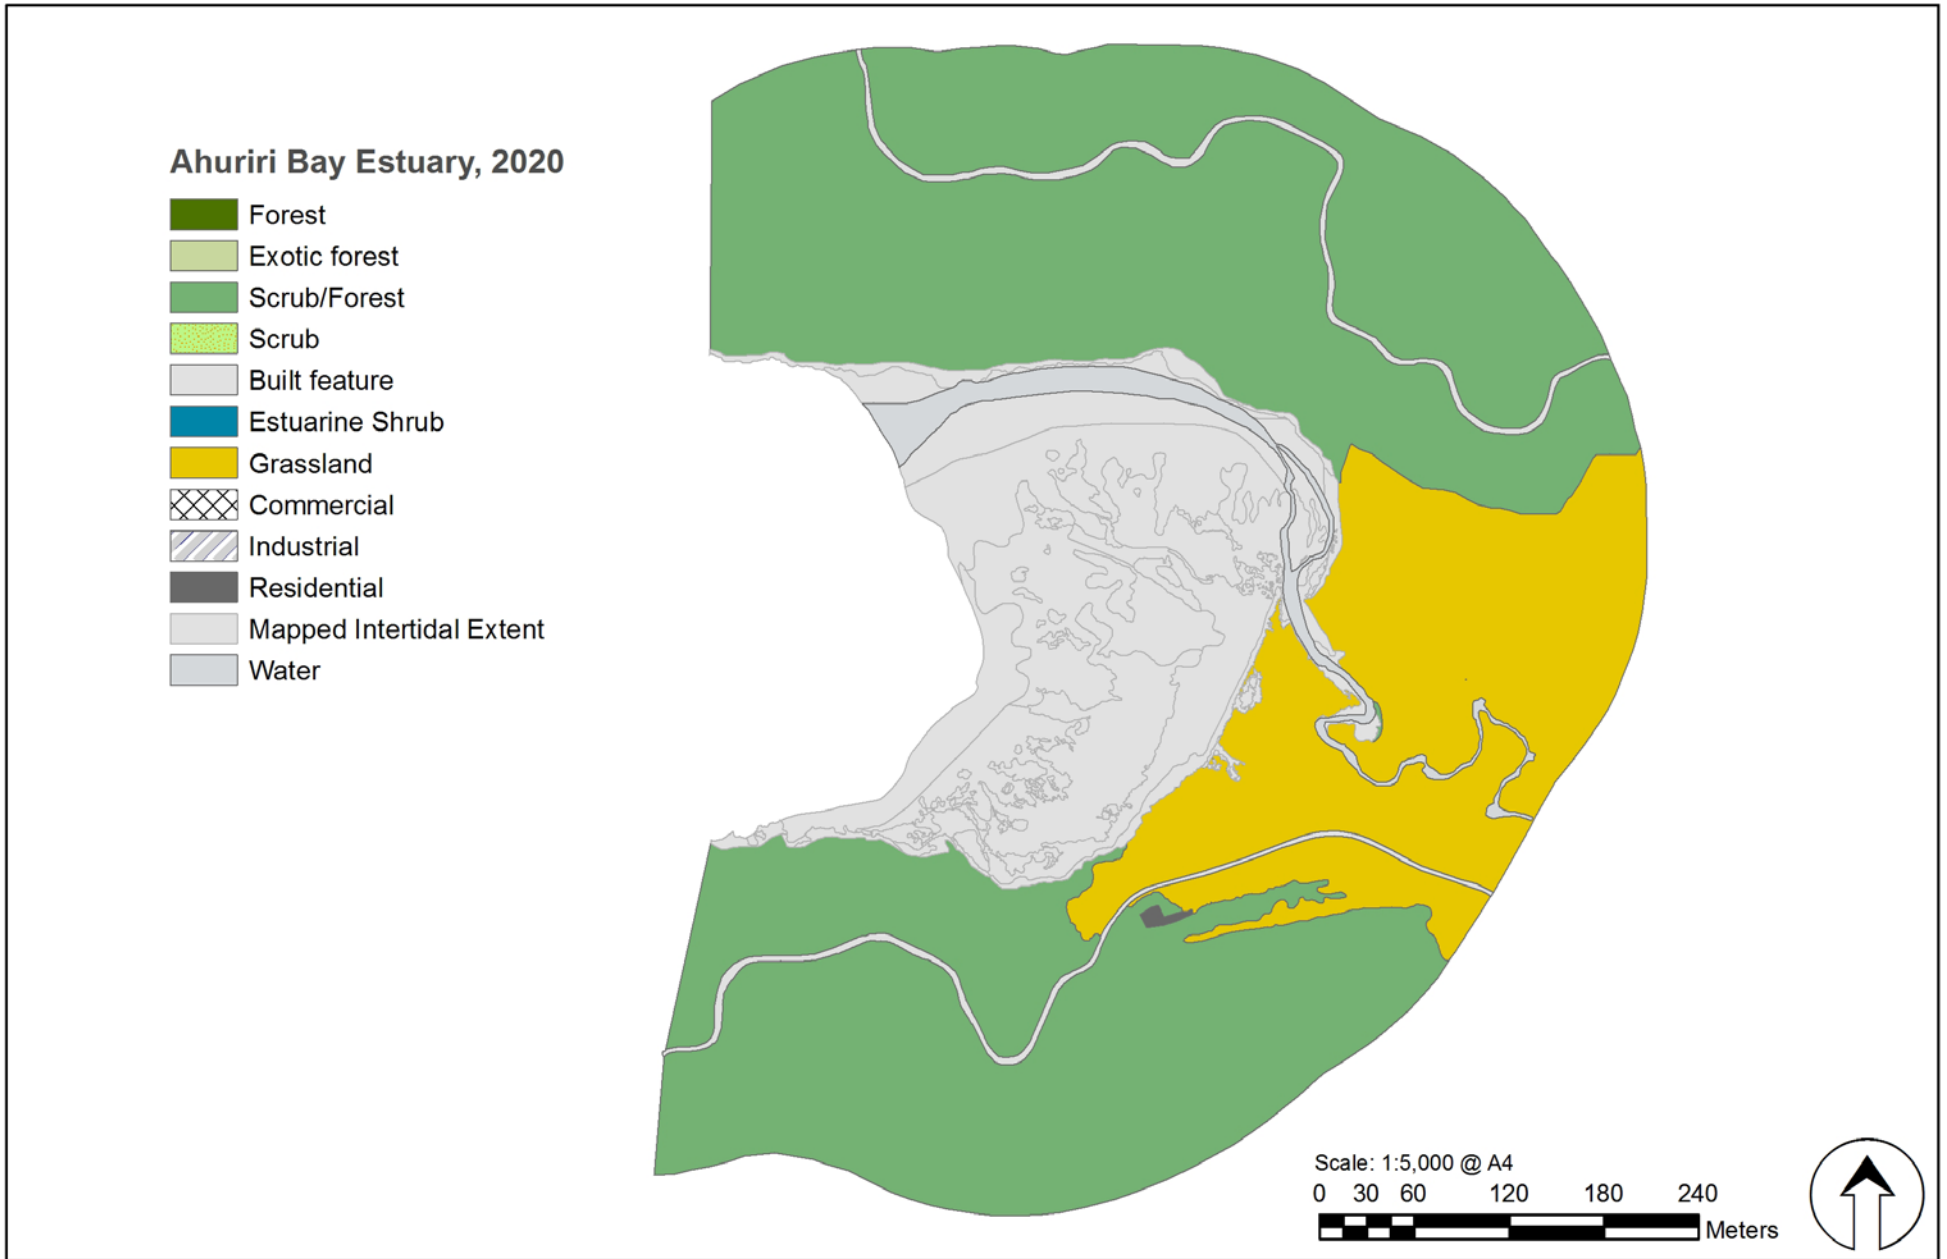 Ahuriri Bay Estuary, 2020
Forest
Exotic forest
Scrub/Forest
Scrub
Built feature
Estuarine Shrub
Grassland
Commercial
Industrial
Residential
Mapped Intertidal Extent
Water
Scale: 1:5,000 @ A4
0 30 60 120 180 240
Meters